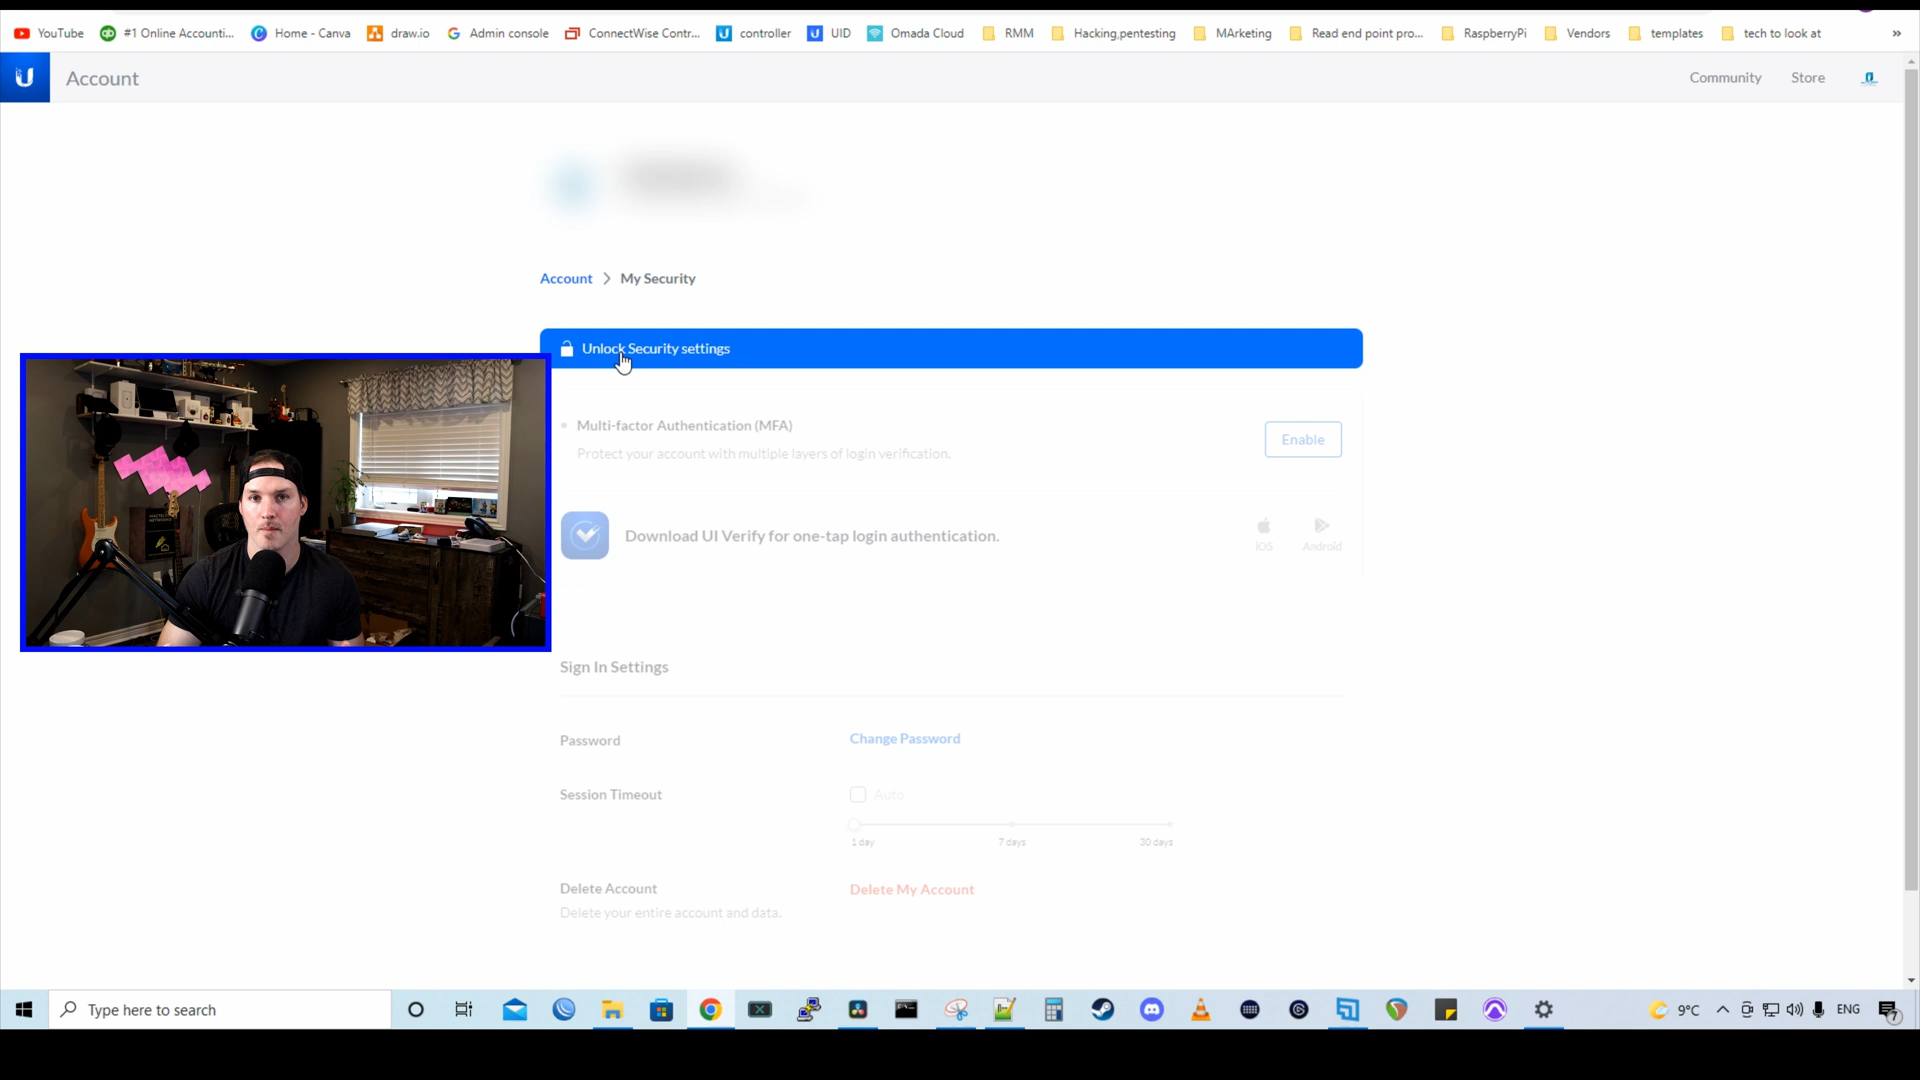 YouTube #1 Online Accounti... Home - Canva draw.io Admin console ConnectWise Contr... controller UID Omada Cloud RMM Hacking,pentesting MArketing Read end point pro... RaspberryPi Vendors templates tech to look at »
Account Community Store
Account > My Security
Unlock Security settings
Multi-factor Authentication (MFA)
Protect your account with multiple layers of login verification.
Enable
Download UI Verify for one-tap login authentication.
iOS Android
Sign In Settings
Password Change Password
Session Timeout Auto
1 day 7 days 30 days
Delete Account Delete My Account
Delete your entire account and data.
Type here to search 9°C ENG 7